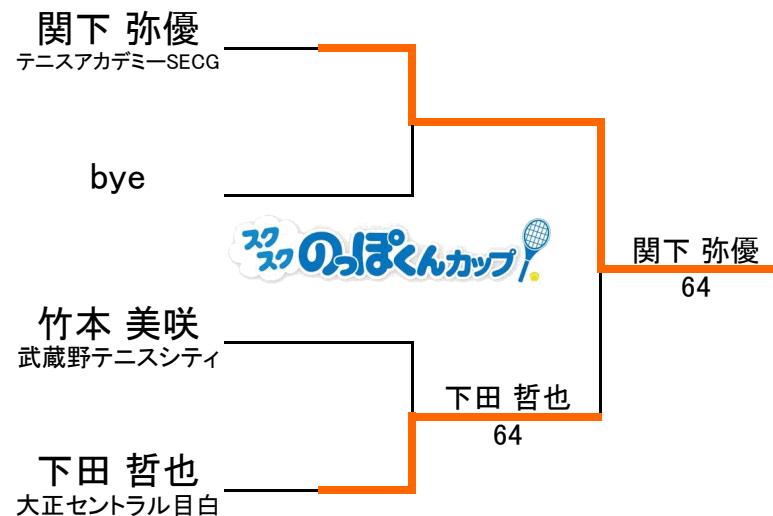 関下 弥優
テニスアカデミーSECG
bye
スク
スク のっぽくんカップ
関下 弥優
64
竹本 美咲
武蔵野テニスシティ
下田 哲也
64
下田 哲也
大正セントラル目白